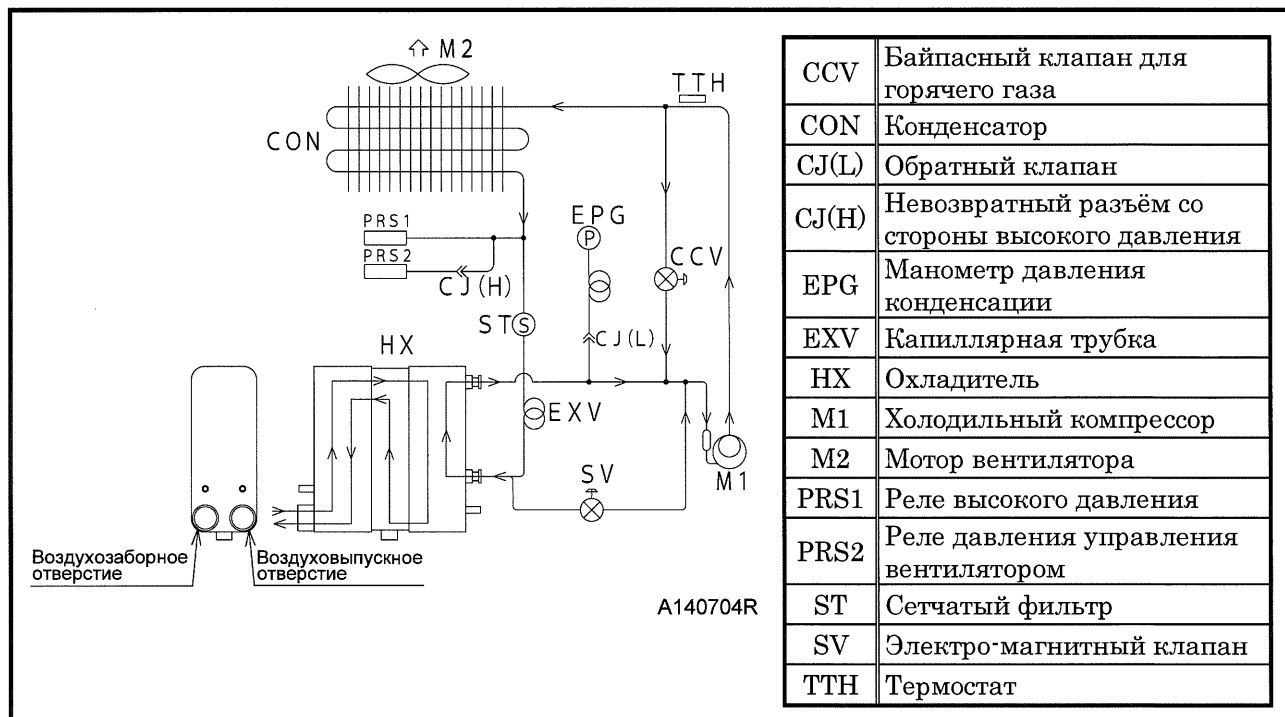 M2
TTH
CON
PRS1
PRS2
CJ(H)
EPG
P
CCV
ST S
CJ(L)
HX
EXV
SV
M1
Воздухозаборное
отверстие
Воздуховыпускное
отверстие
A140704R
CCV Байпасный клапан для
горячего газа
CON Конденсатор
CJ(L) Обратный клапан
CJ(H) Невозвратный разъём со
стороны высокого давления
EPG Манометр давления
конденсации
EXV Капиллярная трубка
HX Охладитель
M1 Холодильный компрессор
M2 Мотор вентилятора
PRS1 Реле высокого давления
PRS2 Реле давления управления
вентилятором
ST Сетчатый фильтр
SV Электро-магнитный клапан
TTH Термостат